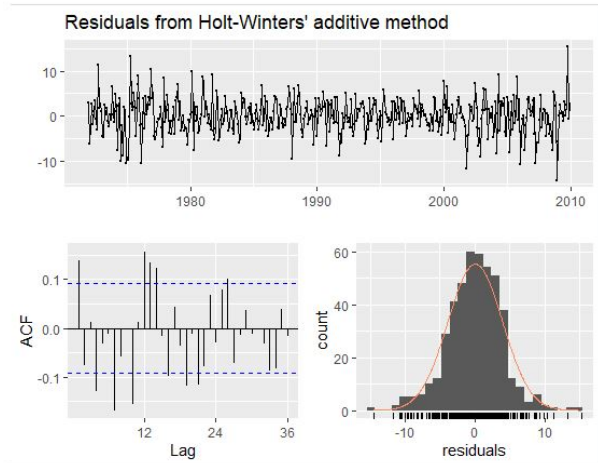 Residuals from Holt-Winters' additive method
10
0
-10
1980 1990 2000 2010
0.1
0.0
-0.1
ACF
12 24 36
Lag
60
40
20
0
count
-10 0 10
residuals